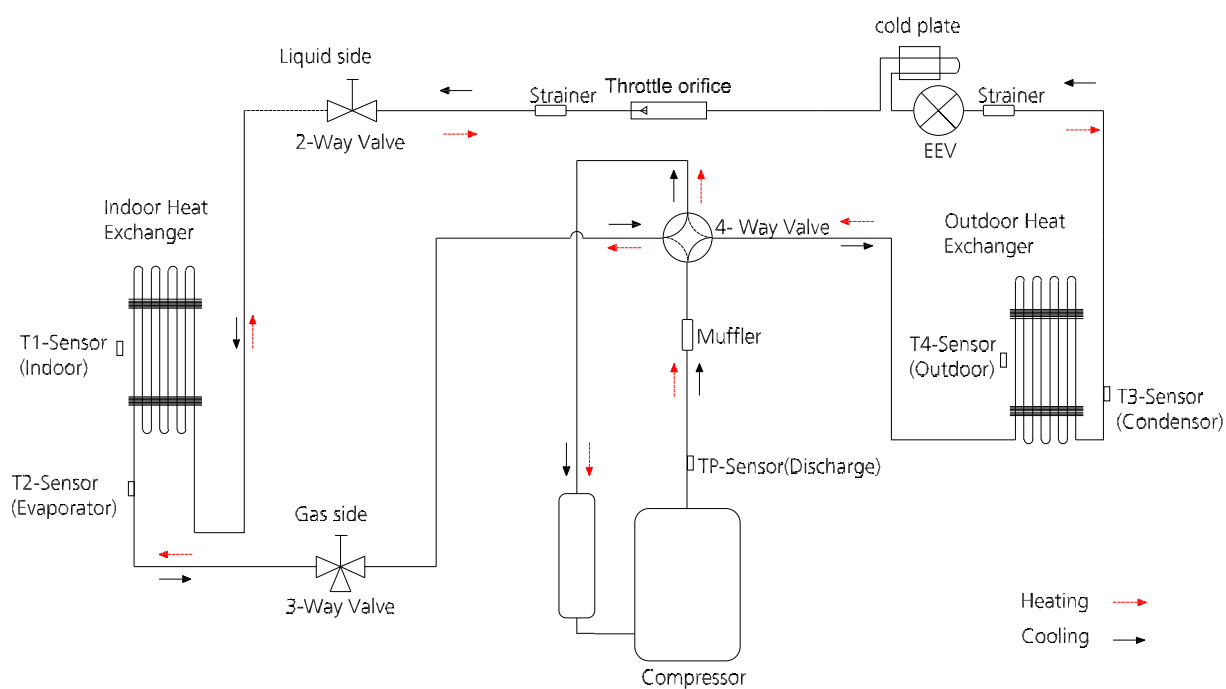 cold plate
Liquid side
Strainer
Throttle orifice
Strainer
2-Way Valve
EEV
Indoor Heat
Exchanger
4- Way Valve
Outdoor Heat
Exchanger
T1-Sensor
(Indoor)
Muffler
T4-Sensor
(Outdoor)
T3-Sensor
(Condensor)
TP-Sensor(Discharge)
T2-Sensor
(Evaporator)
Gas side
3-Way Valve
Heating
Cooling
Compressor